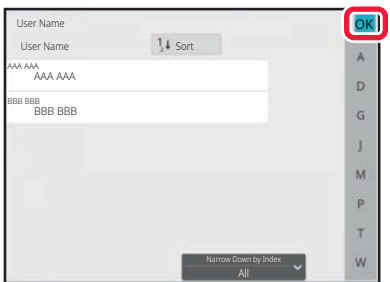 User Name
OK
User Name
Sort
AAA AAA
AAA AAA
BBB BBB
BBB BBB
A
D
G
J
M
P
T
W
Narrow Down by Index
All